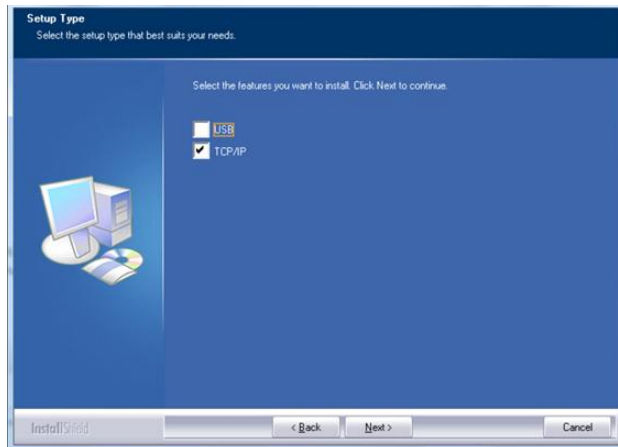 Setup Type
Select the setup type that best suits your needs.
Select the features you want to install. Click Next to continue.
USB
TCP/IP
InstallShield
< Back
Next >
Cancel